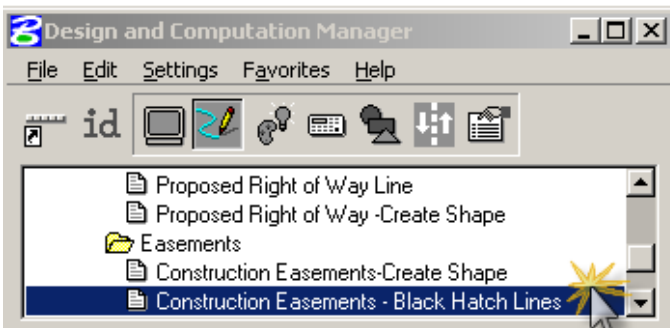 Design and Computation Manager
File Edit Settings Favorites Help
id
Proposed Right of Way Line
Proposed Right of Way -Create Shape
Easements
Construction Easements-Create Shape
Construction Easements - Black Hatch Lines